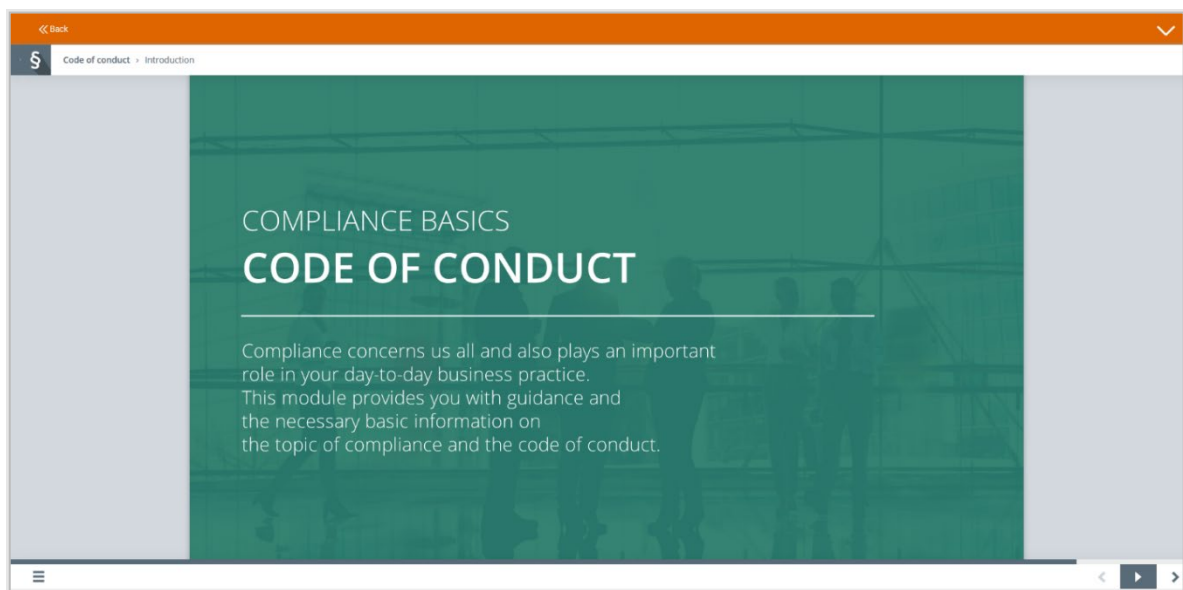 Back
§
Code of conduct › Introduction
COMPLIANCE BASICS
CODE OF CONDUCT
Compliance concerns us all and also plays an important
role in your day-to-day business practice.
This module provides you with guidance and
the necessary basic information on
the topic of compliance and the code of conduct.